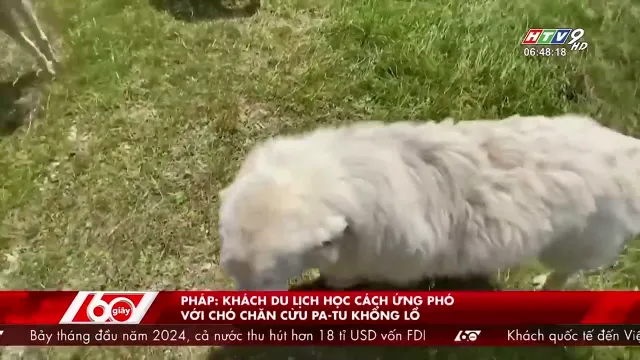 HTV9
HD
06:48:18
60 giây
PHÁP: KHÁCH DU LỊCH HỌC CÁCH ỨNG PHÓ
VỚI CHÓ CHĂN CỪU PA-TU KHỔNG LỒ
Bảy tháng đầu năm 2024, cả nước thu hút hơn 18 tỉ USD vốn FDI 60 Khách quốc tế đến Việ